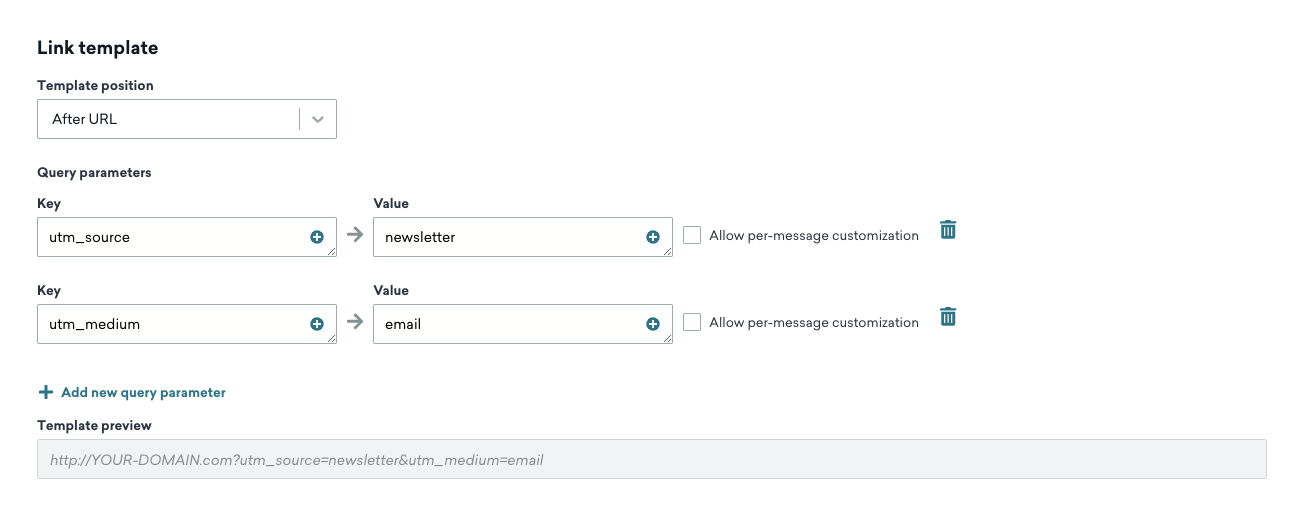 Link template
Template position
After URL
Query parameters
Key Value
utm_source newsletter Allow per-message customization
Key Value
utm_medium email Allow per-message customization
Add new query parameter
Template preview
http://YOUR-DOMAIN.com?utm_source=newsletter&utm_medium=email